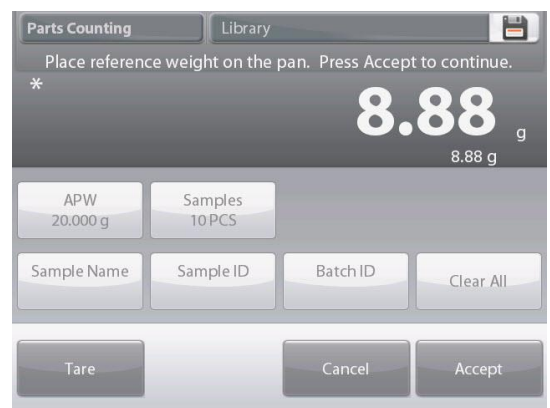 Parts Counting Library
Place reference weight on the pan. Press Accept to continue.
*
8.88 g
8.88 g
APW Samples
20.000 g 10 PCS
Sample Name Sample ID Batch ID Clear All
Tare Cancel Accept